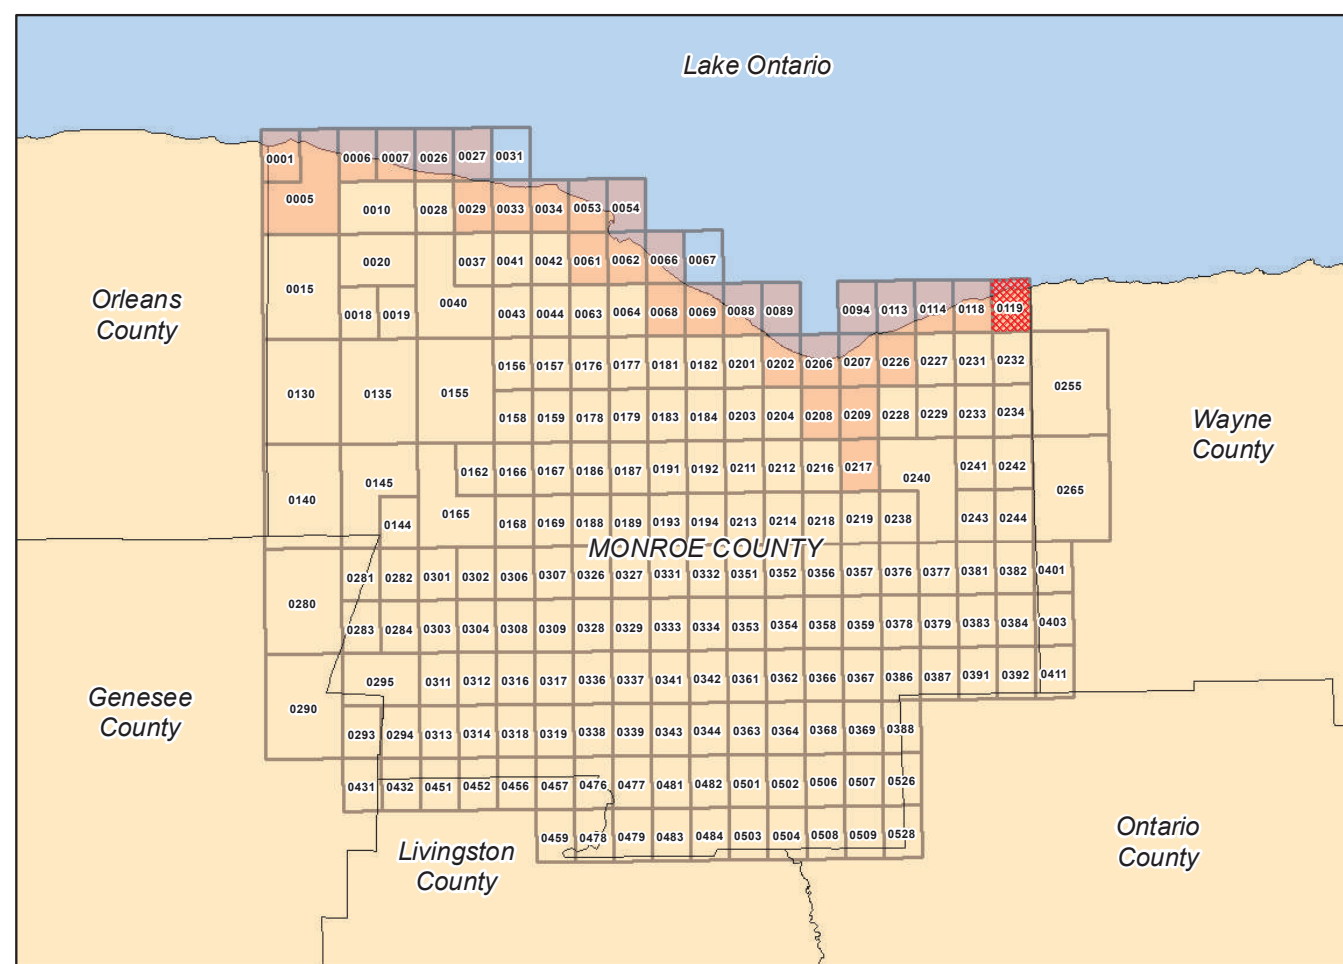 Lake Ontario
0001 0006 0007 0026 0027 0031
0005 0010 0028 0029 0033 0034 0053 0054
0020 0037 0041 0042 0061 0062 0066 0067
0015 0018 0019 0040 0043 0044 0063 0064 0068 0069 0088 0089 0094 0113 0114 0118 0119
Orleans
County
0156 0157 0176 0177 0181 0182 0201 0202 0206 0207 0226 0227 0231 0232
0130 0135 0155 0255
0158 0159 0178 0179 0183 0184 0203 0204 0208 0209 0228 0229 0233 0234
Wayne
County
0162 0166 0167 0186 0187 0191 0192 0211 0212 0216 0217 0240 0241 0242
0140 0145 0265
0144 0165 0168 0169 0188 0189 0193 0194 0213 0214 0218 0219 0238 0243 0244
MONROE COUNTY
0281 0282 0301 0302 0306 0307 0326 0327 0331 0332 0351 0352 0356 0357 0376 0377 0381 0382 0401
0280
0283 0284 0303 0304 0308 0309 0328 0329 0333 0334 0353 0354 0358 0359 0378 0379 0383 0384 0403
0295 0311 0312 0316 0317 0336 0337 0341 0342 0361 0362 0366 0367 0386 0387 0391 0392 0411
Genesee
County
0290
0293 0294 0313 0314 0318 0319 0338 0339 0343 0344 0363 0364 0368 0369 0388
0431 0432 0451 0452 0456 0457 0476 0477 0481 0482 0501 0502 0506 0507 0526
0459 0478 0479 0483 0484 0503 0504 0508 0509 0528
Livingston
County
Ontario
County